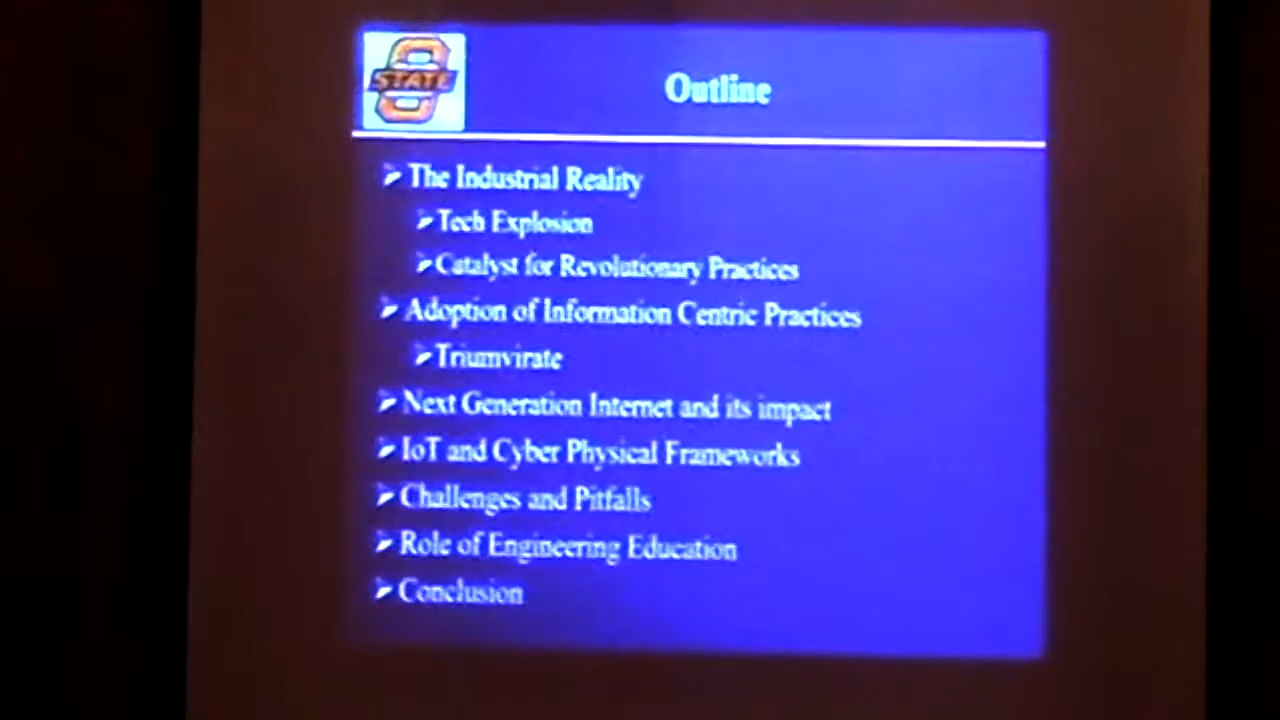 STATE
Outline
The Industrial Reality
Tech Explosion
Catalyst for Revolutionary Practices
Adoption of Information Centric Practices
Triumvirate
Next Generation Internet and its impact
IoT and Cyber Physical Frameworks
Challenges and Pitfalls
Role of Engineering Education
Conclusion